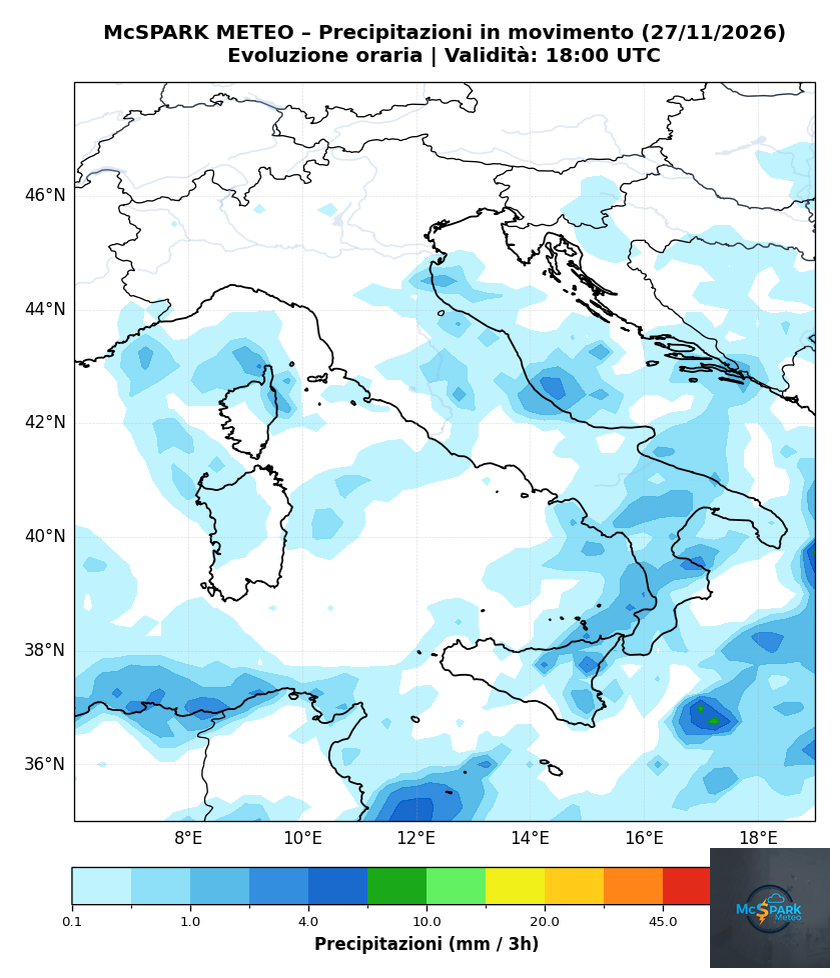 McSPARK METEO – Precipitazioni in movimento (27/11/2026)
Evoluzione oraria | Validità: 18:00 UTC
46°N
44°N
42°N
40°N
38°N
36°N
8°E 10°E 12°E 14°E 16°E 18°E
0.1 1.0 4.0 10.0 20.0 45.0
Precipitazioni (mm / 3h)
McSPARK
Meteo